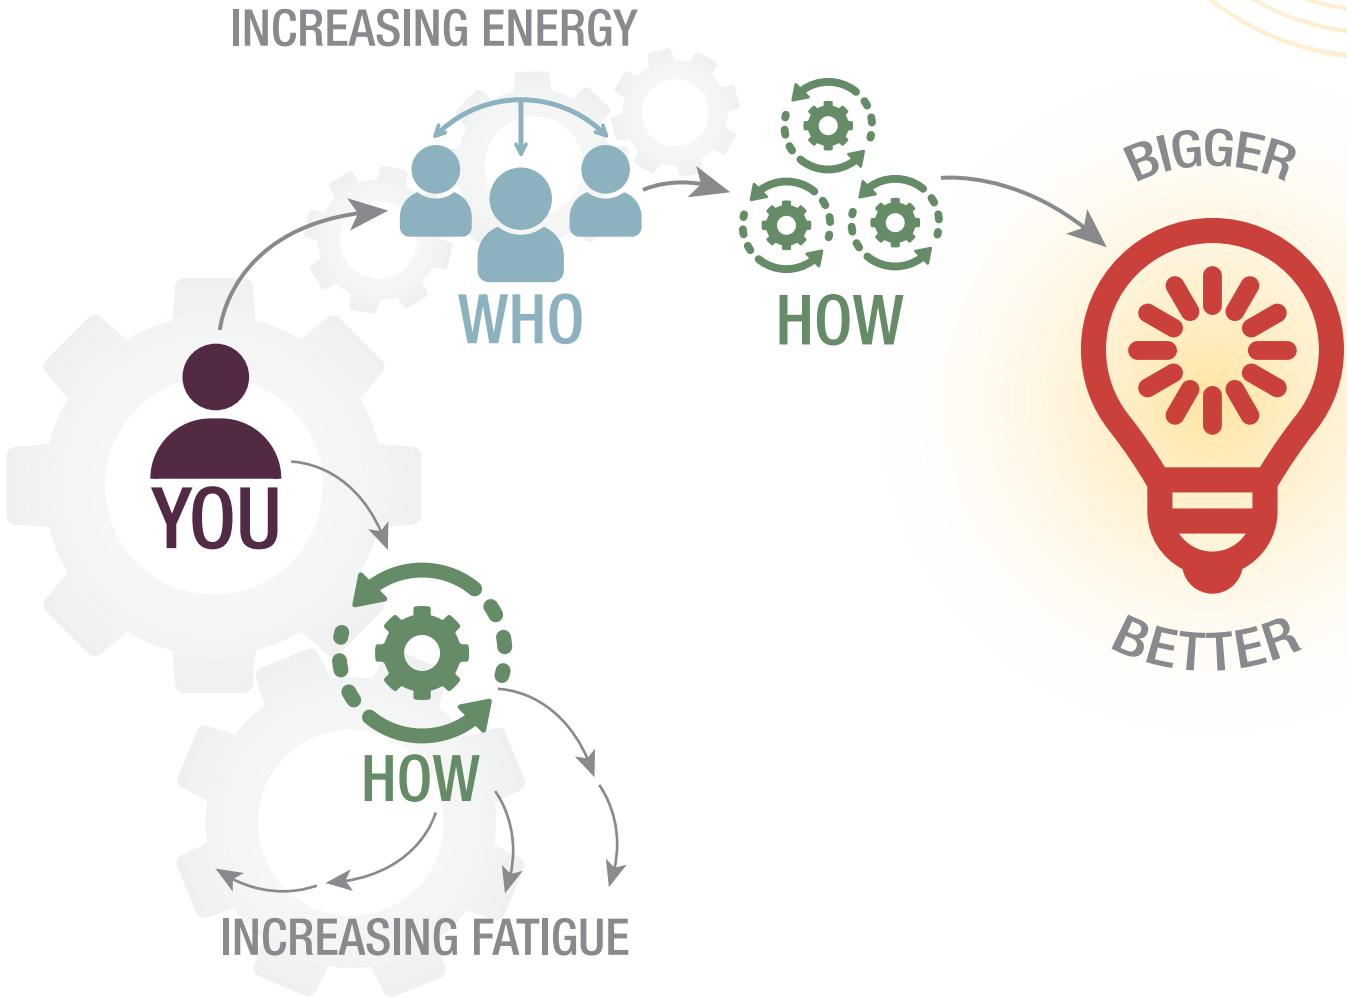 INCREASING ENERGY
BIGGER
WHO
HOW
YOU
BETTER
HOW
INCREASING FATIGUE